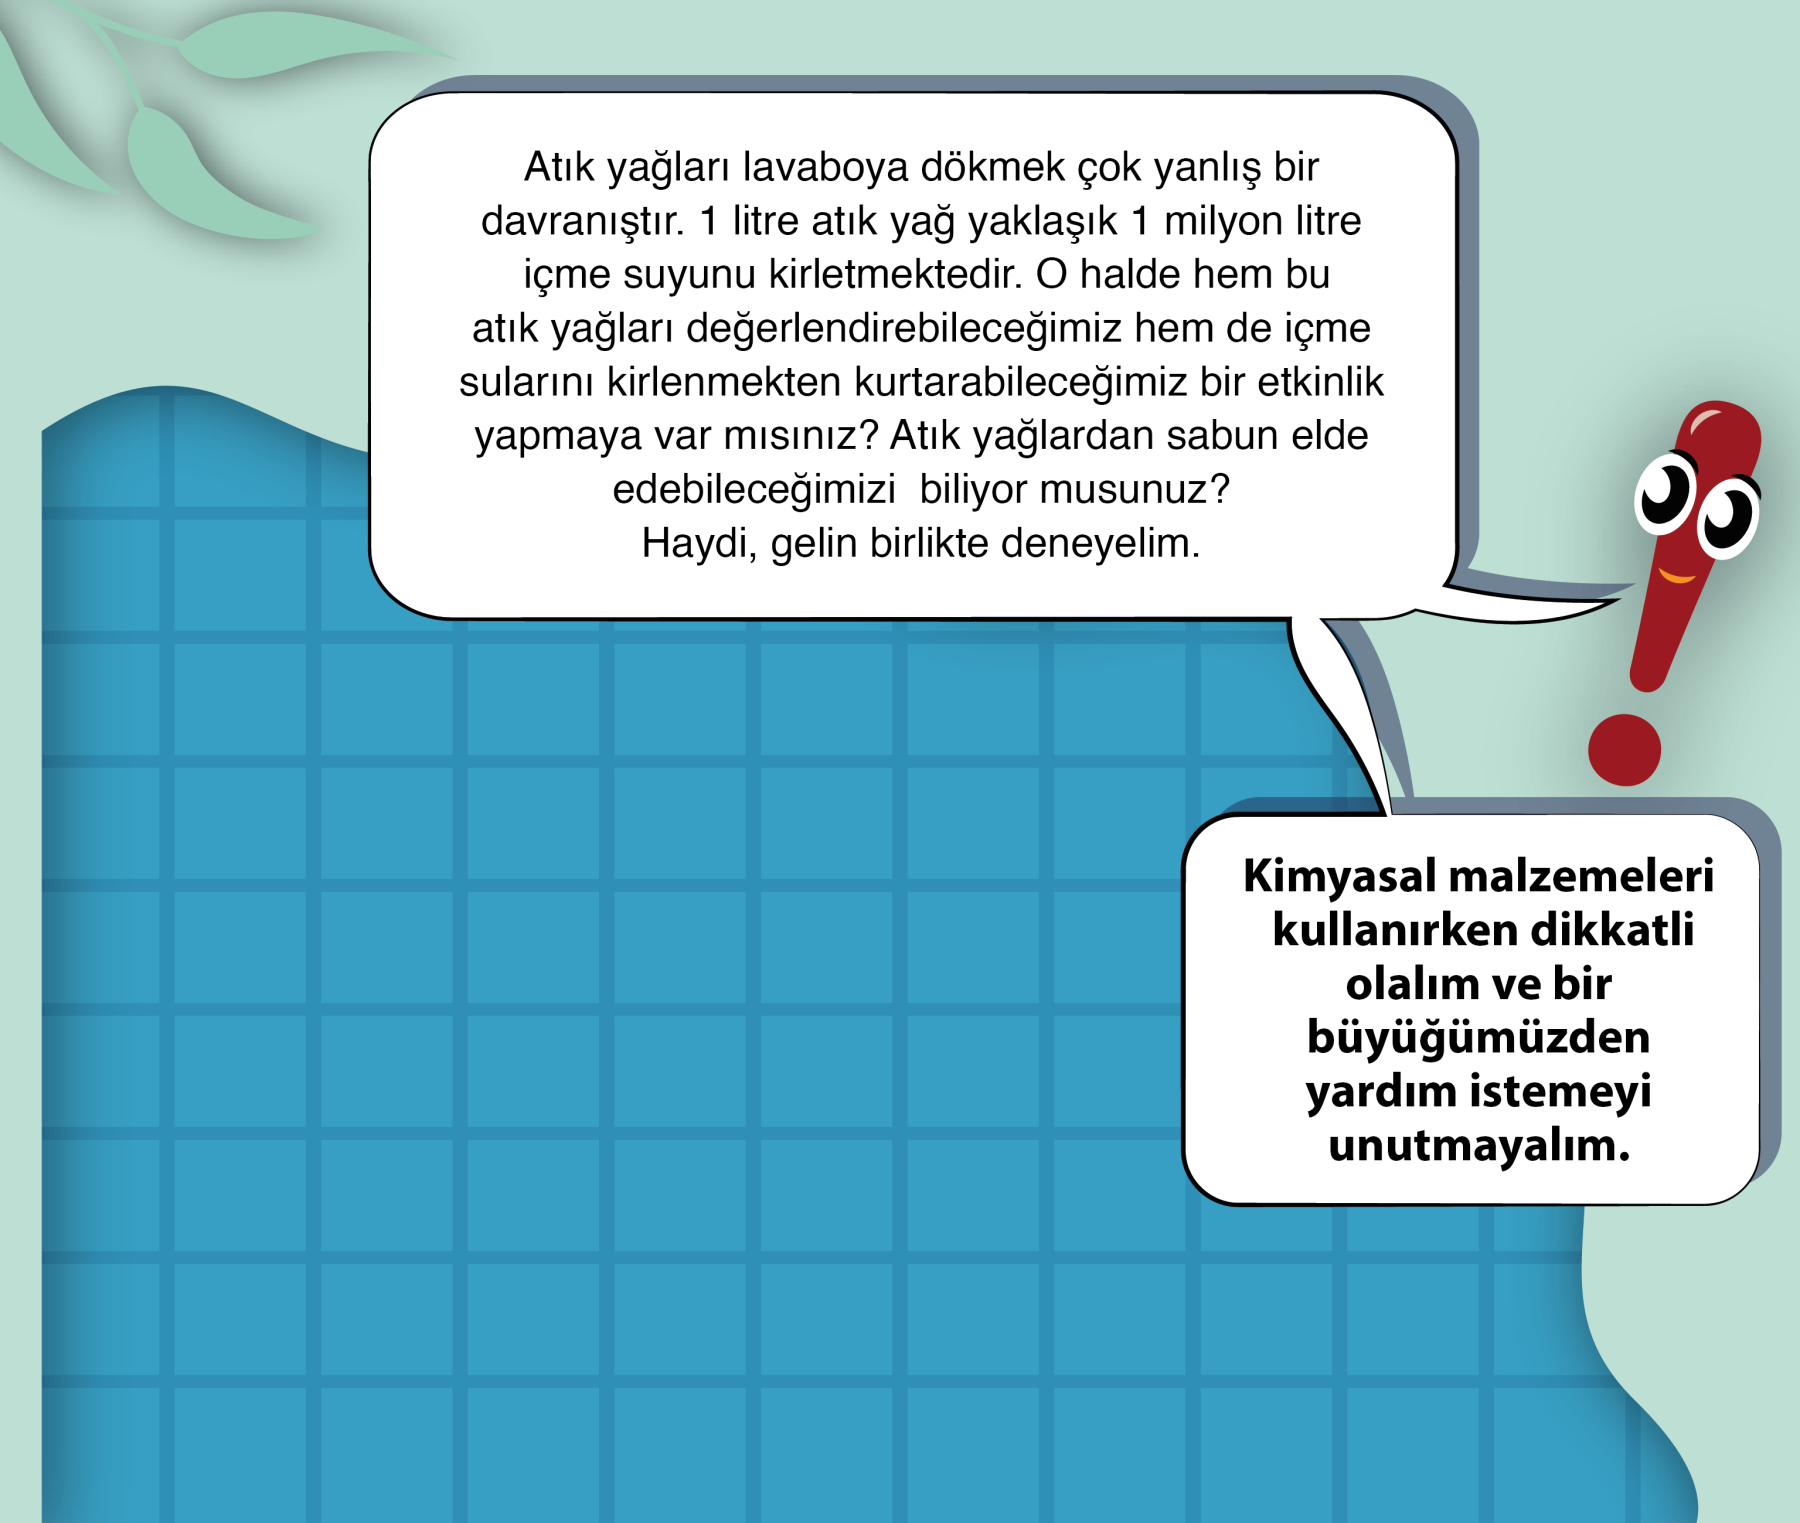 Atık yağları lavaboya dökmek çok yanlış bir
davranıştır. 1 litre atık yağ yaklaşık 1 milyon litre
içme suyunu kirletmektedir. O halde hem bu
atık yağları değerlendirebileceğimiz hem de içme
sularını kirlenmekten kurtarabileceğimiz bir etkinlik
yapmaya var mısınız? Atık yağlardan sabun elde
edebileceğimizi  biliyor musunuz?
Haydi, gelin birlikte deneyelim.
Kimyasal malzemeleri
kullanırken dikkatli
olalım ve bir
büyüğümüzden
yardım istemeyi
unutmayalım.